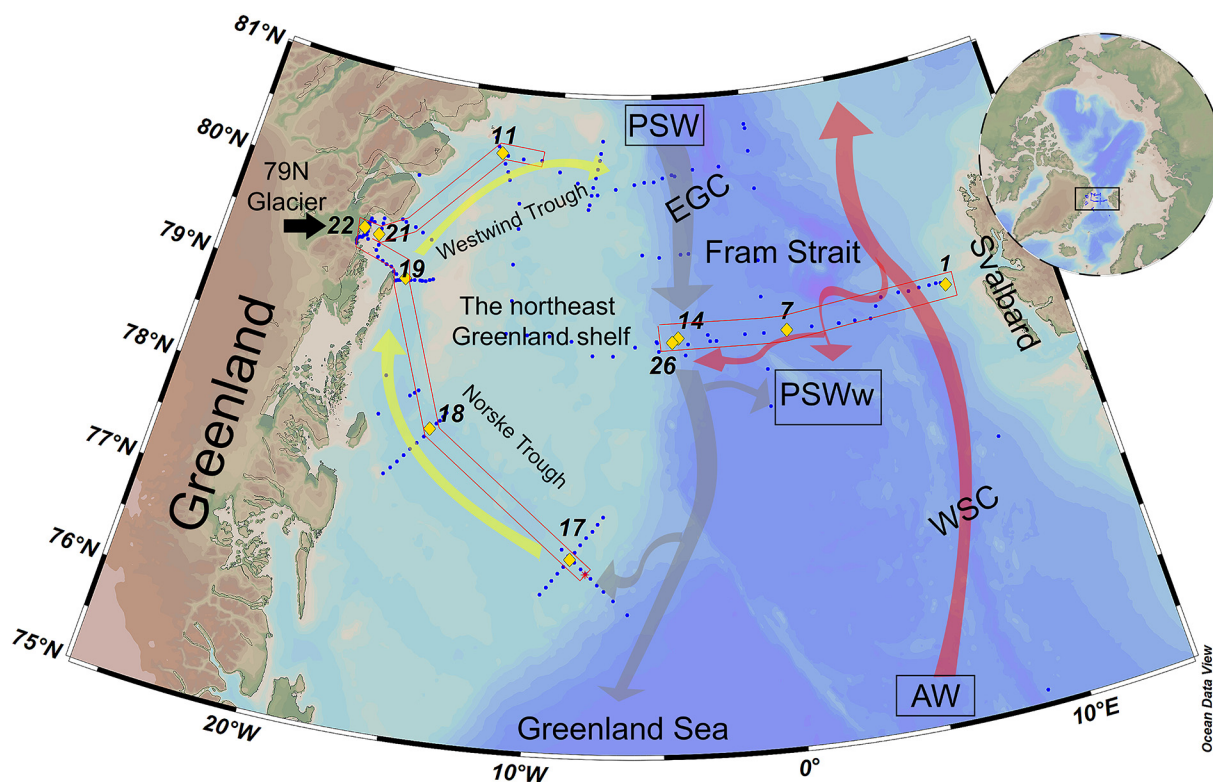 81°N
80°N
79°N
78°N
77°N
76°N
75°N
20°W
10°W
0°
10°E
PSW
11
79N
Glacier
22
21
Westwind Trough
EGC
Fram Strait
19
1
Svalbard
The northeast
Greenland shelf
14
7
26
PSWw
Greenland
18
Norske Trough
17
WSC
AW
Greenland Sea
Ocean Data View